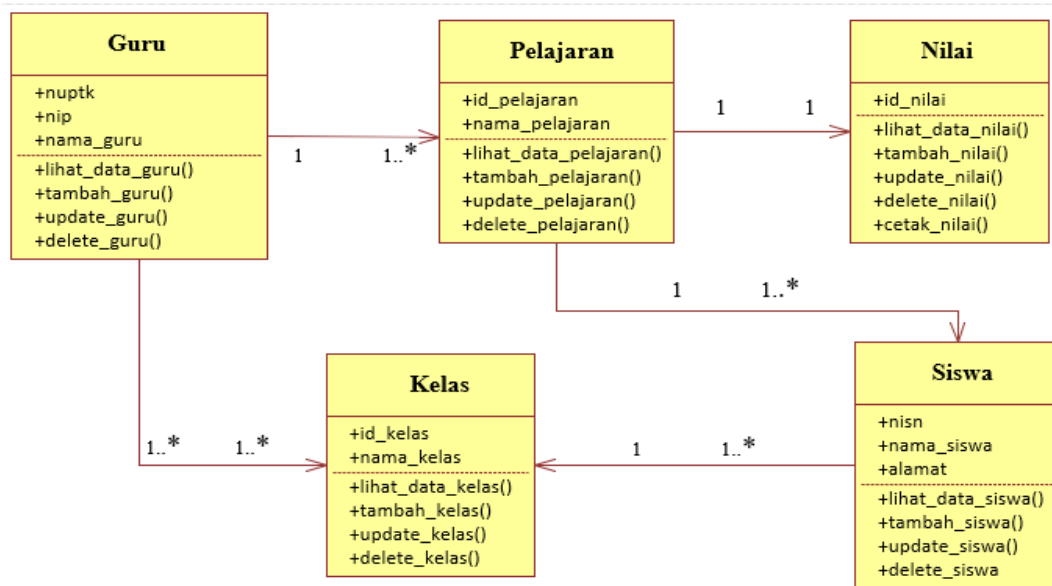 Guru
+nuptk
+nip
+nama_guru
+lihat_data_guru()
+tambah_guru()
+update_guru()
+delete_guru()
1
1..*
Pelajaran
+id_pelajaran
+nama_pelajaran
+lihat_data_pelajaran()
+tambah_pelajaran()
+update_pelajaran()
+delete_pelajaran()
1
1
Nilai
+id_nilai
+lihat_data_nilai()
+tambah_nilai()
+update_nilai()
+delete_nilai()
+cetak_nilai()
1
1..*
1..*
1..*
Kelas
+id_kelas
+nama_kelas
+lihat_data_kelas()
+tambah_kelas()
+update_kelas()
+delete_kelas()
1
1..*
Siswa
+nisn
+nama_siswa
+alamat
+lihat_data_siswa()
+tambah_siswa()
+update_siswa()
+delete_siswa